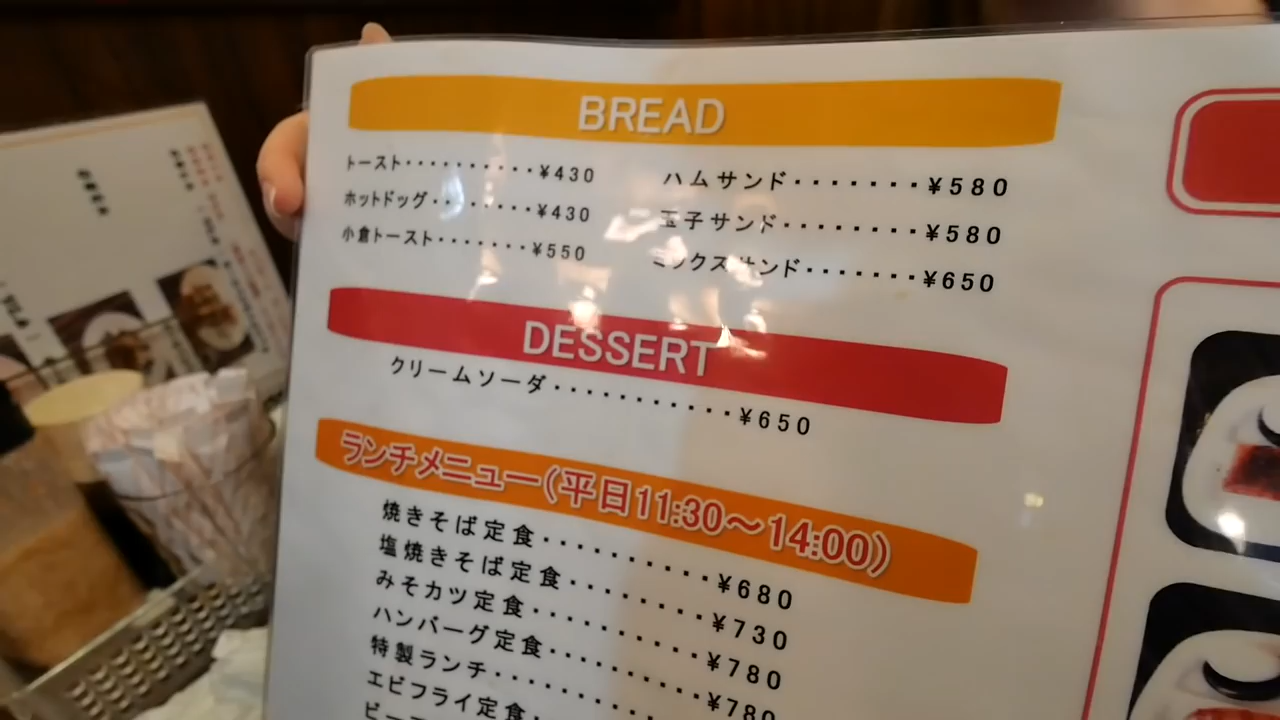 BREAD
トースト・・・・・・・・・・¥430
ホットドッグ・・・・・・・・¥430
小倉トースト・・・・・・・¥550
ハムサンド・・・・・・・¥580
玉子サンド・・・・・・・・¥580
ミックスサンド・・・・・・・¥650
DESSERT
クリームソーダ・・・・・・・・・・・¥650
ランチメニュー(平日11:30～14:00)
焼きそば定食・・・・・・・・・¥680
塩焼きそば定食・・・・・・・・¥730
みそカツ定食・・・・・・・・・・¥780
ハンバーグ定食・・・・・・・・・¥780
特製ランチ・・・・・・・・・・・
エビフライ定食・